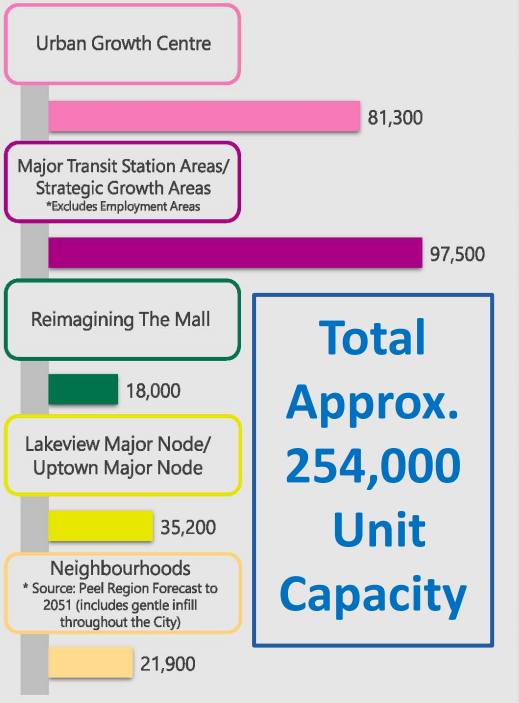 Urban Growth Centre
81,300
Major Transit Station Areas/
Strategic Growth Areas
*Excludes Employment Areas
97,500
Reimagining The Mall
18,000
Lakeview Major Node/
Uptown Major Node
35,200
Neighbourhoods
* Source: Peel Region Forecast to
2051 (includes gentle infill
throughout the City)
21,900
Total
Approx.
254,000
Unit
Capacity